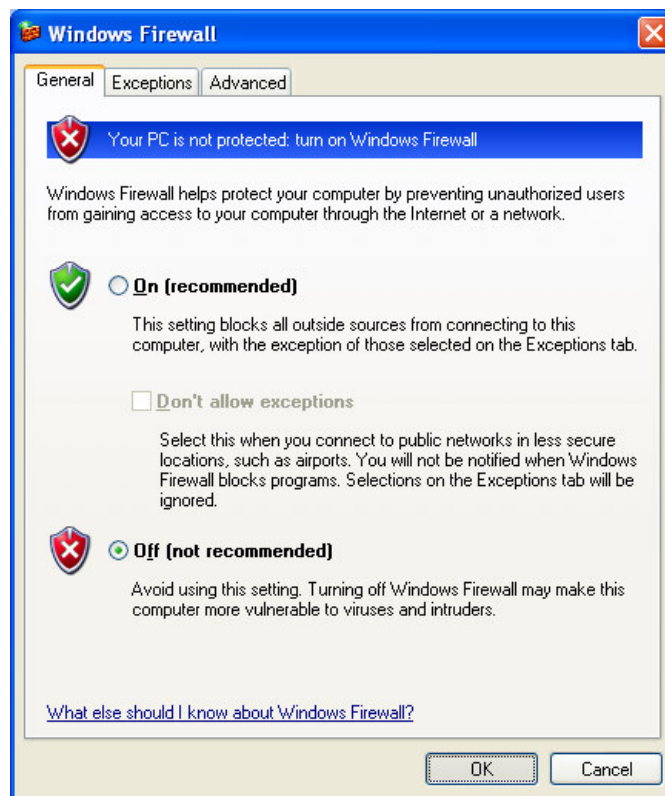 Windows Firewall
General Exceptions Advanced
Your PC is not protected: turn on Windows Firewall
Windows Firewall helps protect your computer by preventing unauthorized users
from gaining access to your computer through the Internet or a network.
On (recommended)
This setting blocks all outside sources from connecting to this
computer, with the exception of those selected on the Exceptions tab.
Don't allow exceptions
Select this when you connect to public networks in less secure
locations, such as airports. You will not be notified when Windows
Firewall blocks programs. Selections on the Exceptions tab will be
ignored.
Off (not recommended)
Avoid using this setting. Turning off Windows Firewall may make this
computer more vulnerable to viruses and intruders.
What else should I know about Windows Firewall?
OK Cancel